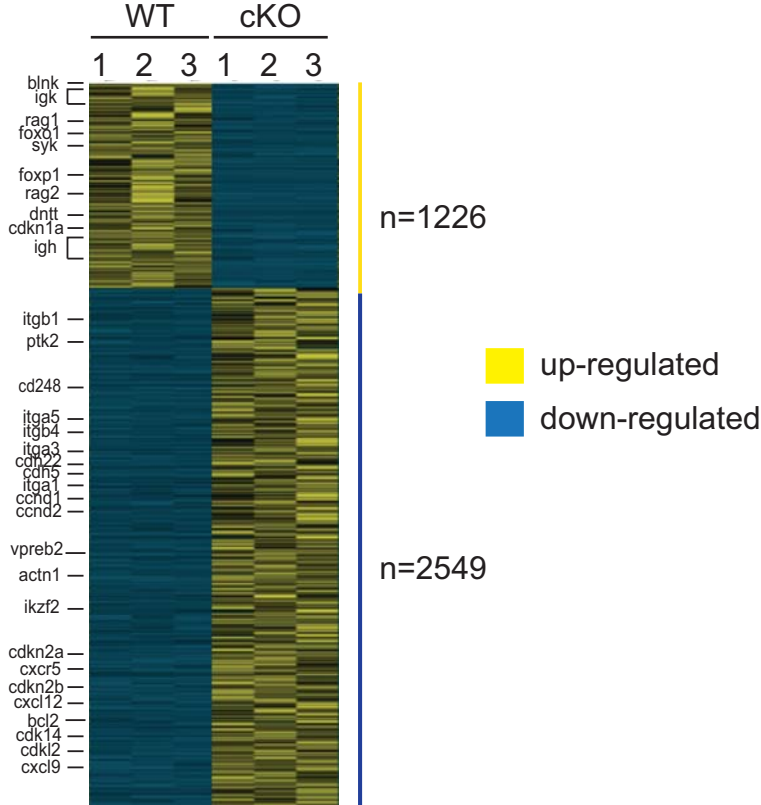 WT cKO
1 2 3 1 2 3
blnk
igk
rag1
foxo1
syk
foxp1
rag2
dntt
cdkn1a
igh
n=1226
itgb1
ptk2
cd248
itga5
itgb4
itga3
cdh22
cdh5
itga1
ccnd1
ccnd2
vpreb2
actn1
ikzf2
cdkn2a
cxcr5
cdkn2b
cxcl12
bcl2
cdk14
cdkl2
cxcl9
n=2549
up-regulated
down-regulated